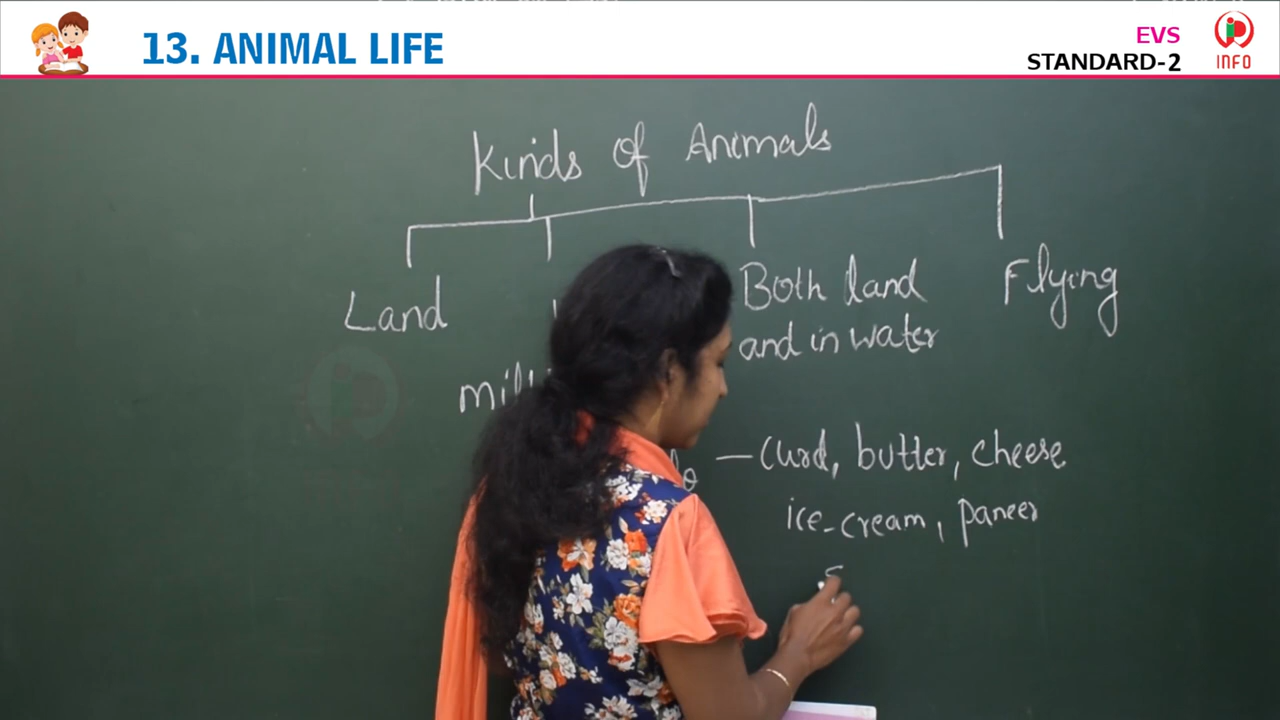 13. ANIMAL LIFE
EVS
STANDARD-2
INFO
Kinds of Animals
Land
Both land
and in water
Flying
— Curd, butter, cheese
ice-cream, paneer